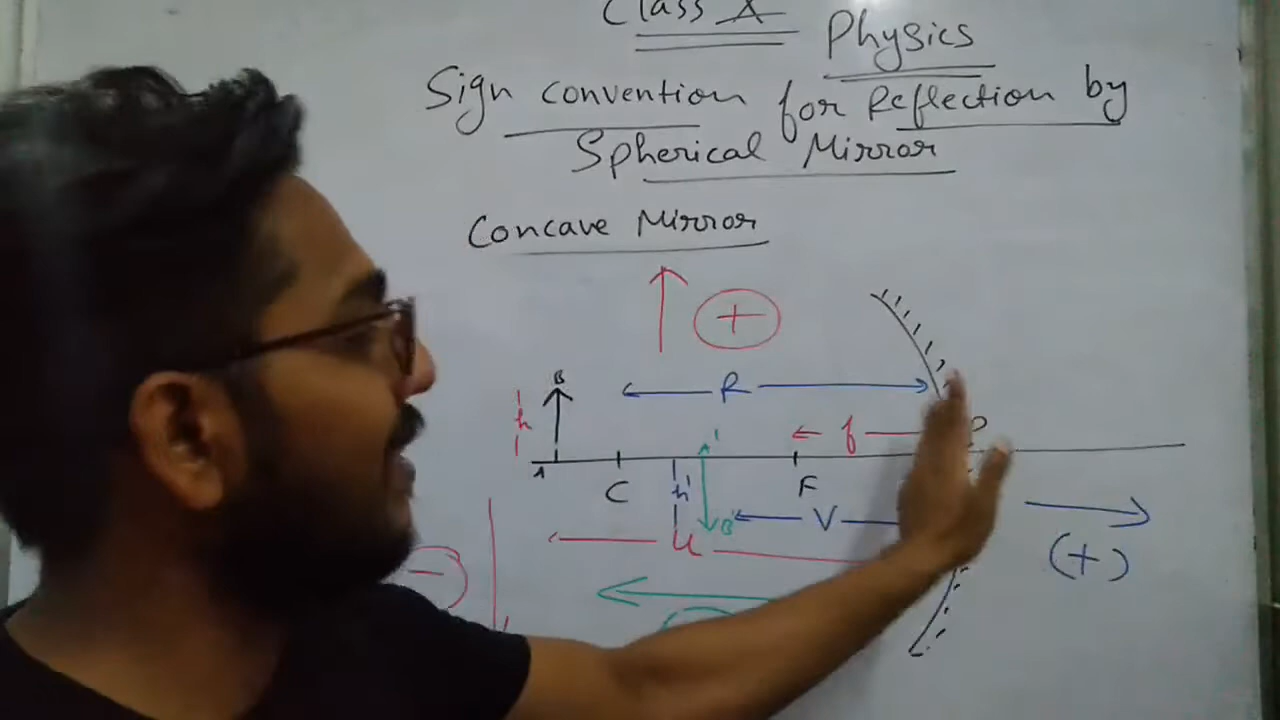 Class X
Physics
Sign convention for Reflection by
Spherical Mirror
Concave Mirror
+
B
R
h
f
P
A'
A
C
h'
F
B'
V
u
(+)
-